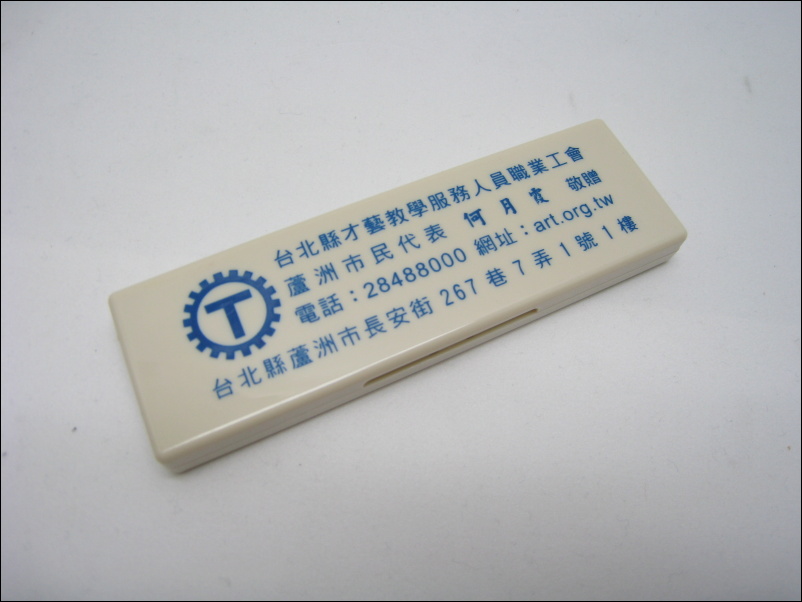 台北縣才藝教學服務人員職業工會
蘆洲市民代表 何月霞 敬贈
電話：28488000 網址：art.org.tw
台北縣蘆洲市長安街 267 巷 7 弄 1 號 1 樓
T